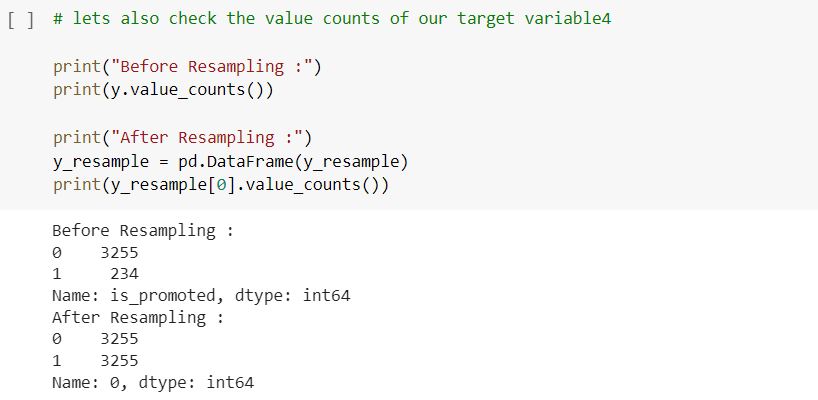 [ ] # lets also check the value counts of our target variable4
print("Before Resampling :")
print(y.value_counts())
print("After Resampling :")
y_resample = pd.DataFrame(y_resample)
print(y_resample[0].value_counts())
Before Resampling :
0    3255
1     234
Name: is_promoted, dtype: int64
After Resampling :
0    3255
1    3255
Name: 0, dtype: int64